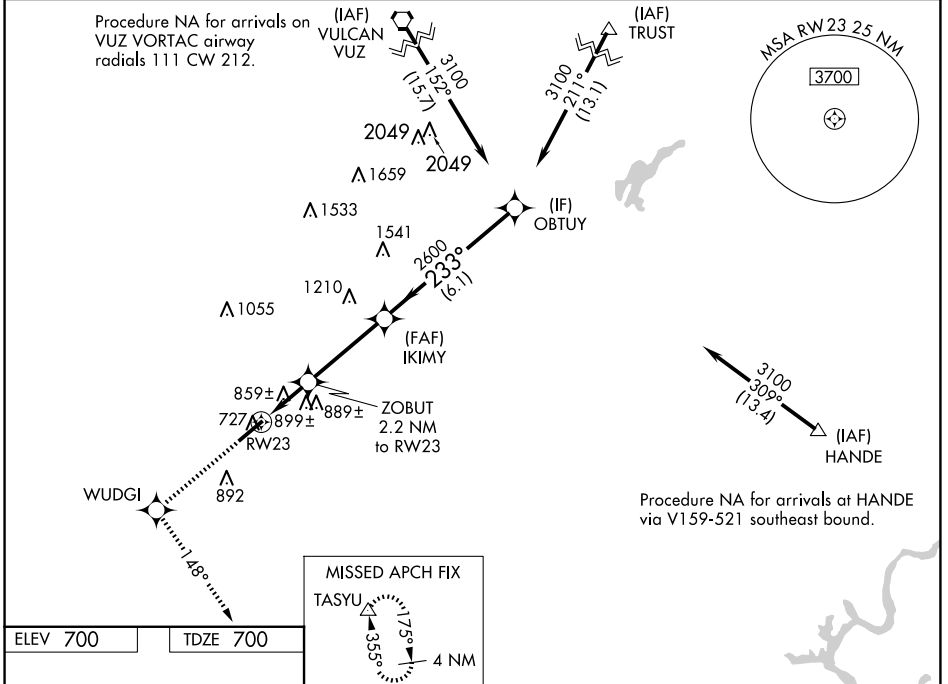 Procedure NA for arrivals on
VUZ VORTAC airway
radials 111 CW 212.
(IAF)
VULCAN
VUZ
3100
152°
(15.7)
(IAF)
TRUST
3100
211°
(13.1)
MSA RW23 25 NM
3700
2049
2049
1659
1533
1541
(IF)
OBTUY
2600
233°
(6.1)
1210
1055
(FAF)
IKIMY
859±
899±
889±
727
RW23
ZOBUT
2.2 NM
to RW23
3100
309°
(13.4)
(IAF)
HANDE
892
WUDGI
148°
Procedure NA for arrivals at HANDE
via V159-521 southeast bound.
MISSED APCH FIX
TASYU
175°
355°
4 NM
ELEV 700
TDZE 700